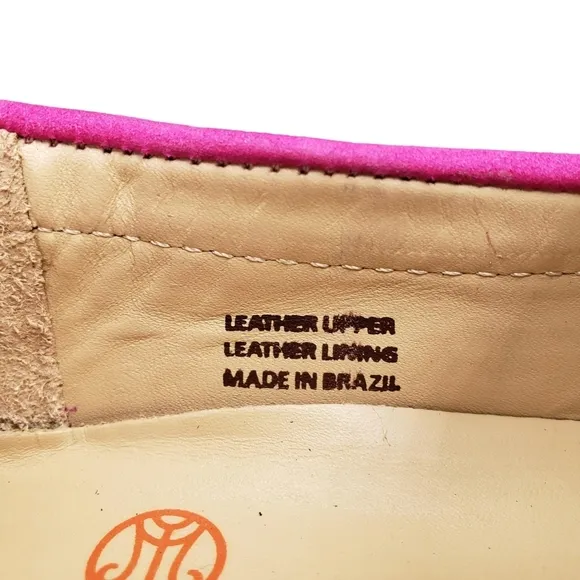 LEATHER UPPER
LEATHER LINING
MADE IN BRAZIL